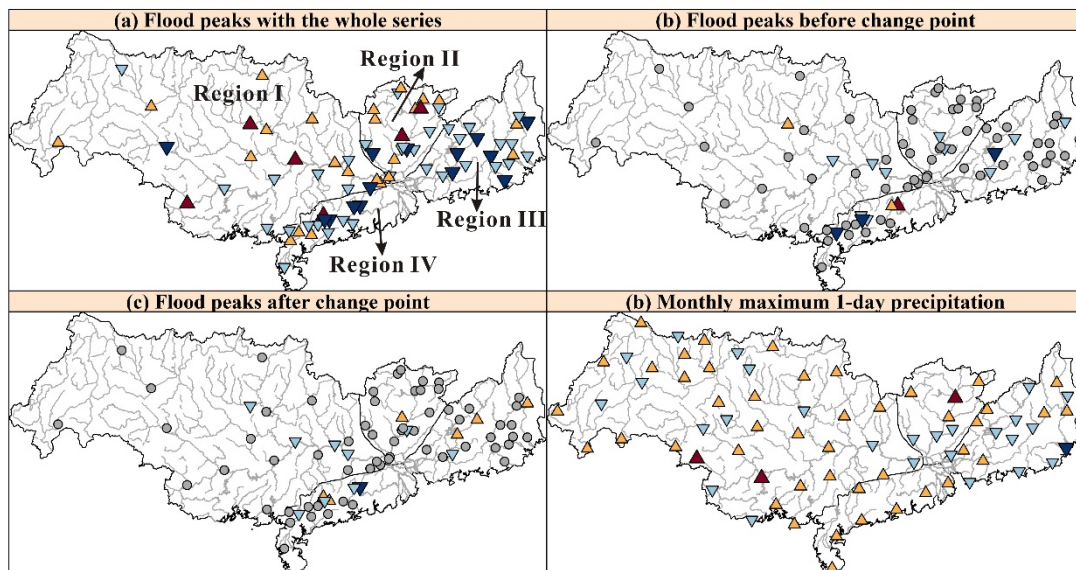 (a) Flood peaks with the whole series
(b) Flood peaks before change point
Region II
Region I
Region III
Region IV
(c) Flood peaks after change point
(b) Monthly maximum 1-day precipitation